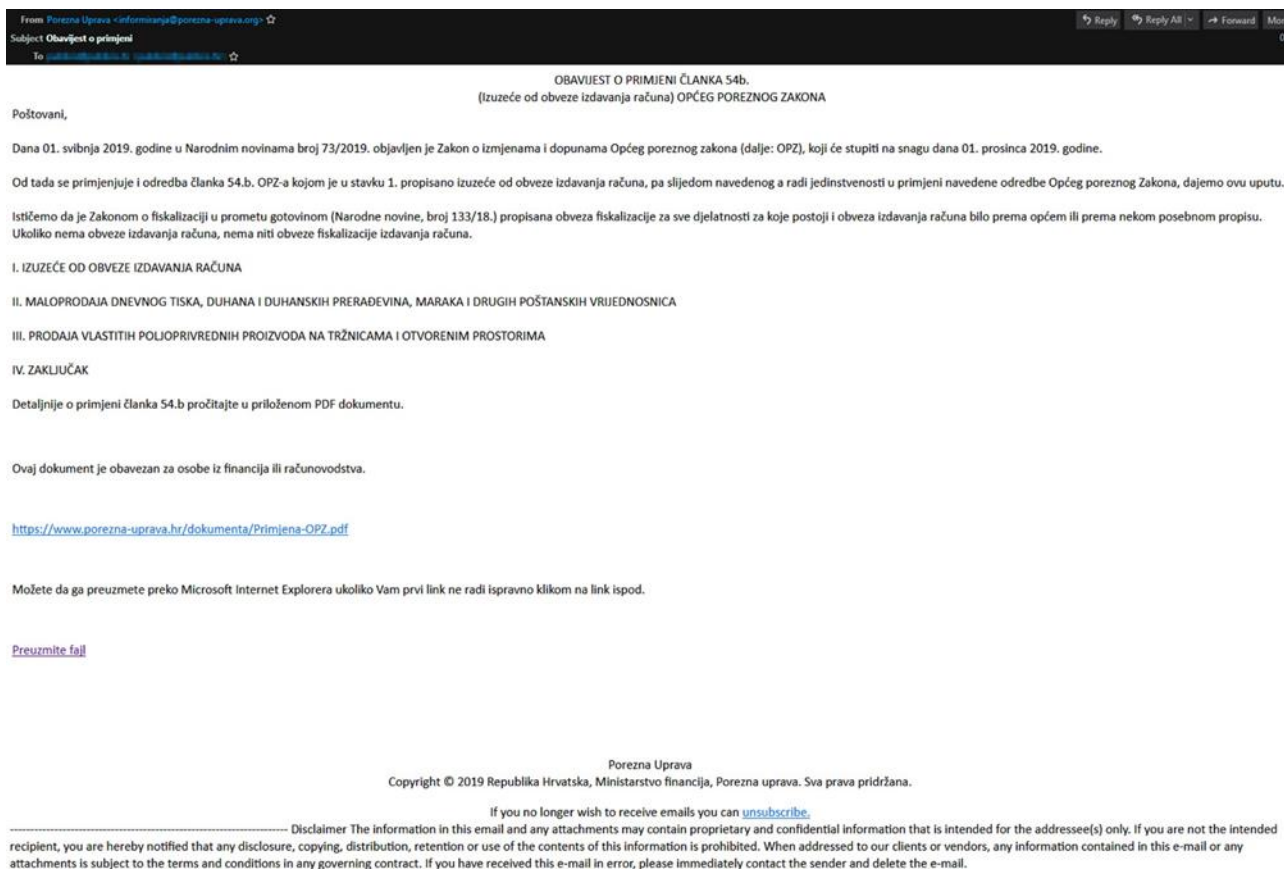 From Porezna Uprava <informiranja@porezna-uprava.org>
Reply Reply All Forward Mor
Subject Obavijest o primjeni
To
OBAVIJEST O PRIMJENI ČLANKA 54b.
(Izuzeće od obveze izdavanja računa) OPĆEG POREZNOG ZAKONA
Poštovani,
Dana 01. svibnja 2019. godine u Narodnim novinama broj 73/2019. objavljen je Zakon o izmjenama i dopunama Općeg poreznog zakona (dalje: OPZ), koji će stupiti na snagu dana 01. prosinca 2019. godine.
Od tada se primjenjuje i odredba članka 54.b. OPZ-a kojom je u stavku 1. propisano izuzeće od obveze izdavanja računa, pa slijedom navedenog a radi jedinstvenosti u primjeni navedene odredbe Općeg poreznog Zakona, dajemo ovu uputu.
Ističemo da je Zakonom o fiskalizaciji u prometu gotovinom (Narodne novine, broj 133/18.) propisana obveza fiskalizacije za sve djelatnosti za koje postoji i obveza izdavanja računa bilo prema općem ili prema nekom posebnom propisu.
Ukoliko nema obveze izdavanja računa, nema niti obveze fiskalizacije izdavanja računa.
I. IZUZEĆE OD OBVEZE IZDAVANJA RAČUNA
II. MALOPRODAJA DNEVNOG TISKA, DUHANA I DUHANSKIH PRERAĐEVINA, MARAKA I DRUGIH POŠTANSKIH VRIJEDNOSNICA
III. PRODAJA VLASTITIH POLJOPRIVREDNIH PROIZVODA NA TRŽNICAMA I OTVORENIM PROSTORIMA
IV. ZAKLJUČAK
Detaljnije o primjeni članka 54.b pročitajte u priloženom PDF dokumentu.
Ovaj dokument je obavezan za osobe iz financija ili računovodstva.
https://www.porezna-uprava.hr/dokumenta/Primjena-OPZ.pdf
Možete da ga preuzmete preko Microsoft Internet Explorera ukoliko Vam prvi link ne radi ispravno klikom na link ispod.
Preuzmite fajl
Porezna Uprava
Copyright © 2019 Republika Hrvatska, Ministarstvo financija, Porezna uprava. Sva prava pridržana.
If you no longer wish to receive emails you can unsubscribe.
-------------------------------------------------------------------- Disclaimer The information in this email and any attachments may contain proprietary and confidential information that is intended for the addressee(s) only. If you are not the intended
recipient, you are hereby notified that any disclosure, copying, distribution, retention or use of the contents of this information is prohibited. When addressed to our clients or vendors, any information contained in this e-mail or any
attachments is subject to the terms and conditions in any governing contract. If you have received this e-mail in error, please immediately contact the sender and delete the e-mail.